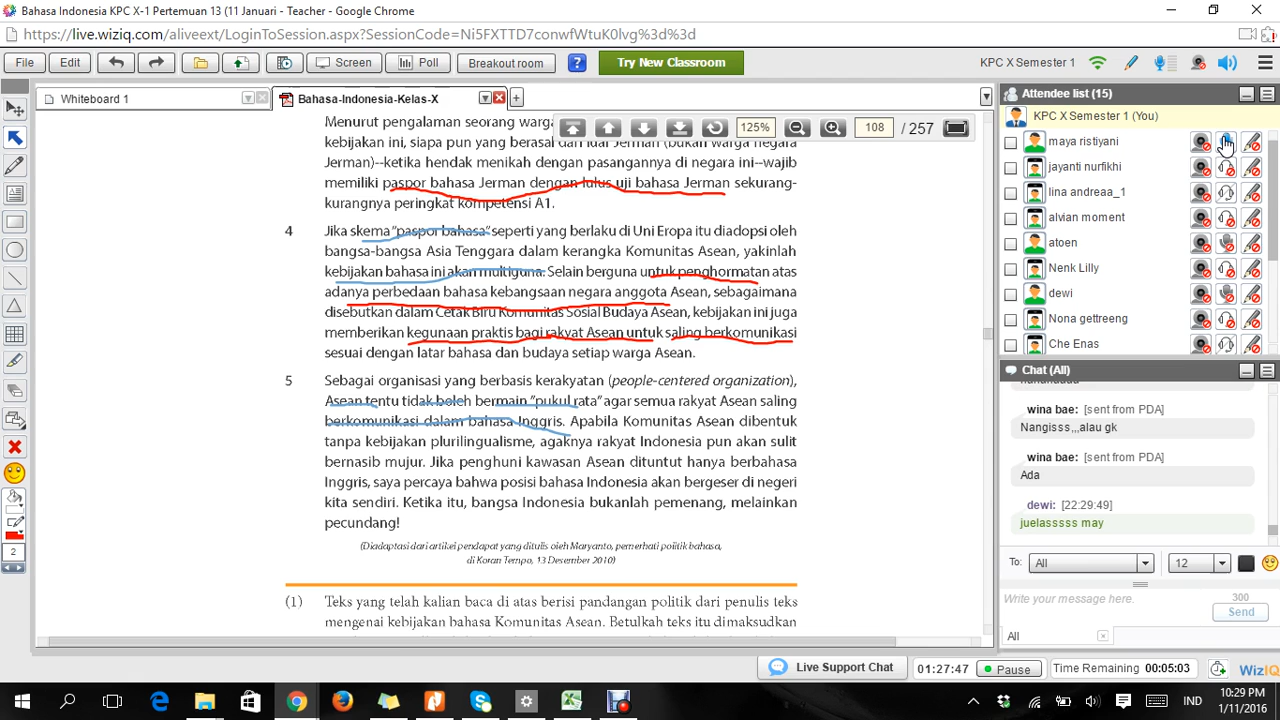 Bahasa Indonesia KPC X-1 Pertemuan 13 (11 Januari - Teacher - Google Chrome
https://live.wiziq.com/aliveext/LoginToSession.aspx?SessionCode=Ni5FXTTD7conwfWtuK0lvg%3d%3d
File Edit Screen Poll Breakout room ? Try New Classroom KPC X Semester 1
Whiteboard 1 Bahasa-Indonesia-Kelas-X +
125% 108 / 257
Menurut pengalaman seorang warga
kebijakan ini, siapa pun yang berasal dari luar Jerman (bukan warga negara
Jerman)--ketika hendak menikah dengan pasangannya di negara ini--wajib
memiliki paspor bahasa Jerman dengan lulus uji bahasa Jerman sekurang-
kurangnya peringkat kompetensi A1.
4 Jika skema "paspor bahasa" seperti yang berlaku di Uni Eropa itu diadopsi oleh
bangsa-bangsa Asia Tenggara dalam kerangka Komunitas Asean, yakinlah
kebijakan bahasa ini akan multiguna. Selain berguna untuk penghormatan atas
adanya perbedaan bahasa kebangsaan negara anggota Asean, sebagaimana
disebutkan dalam Cetak Biru Komunitas Sosial Budaya Asean, kebijakan ini juga
memberikan kegunaan praktis bagi rakyat Asean untuk saling berkomunikasi
sesuai dengan latar bahasa dan budaya setiap warga Asean.
5 Sebagai organisasi yang berbasis kerakyatan (people-centered organization),
Asean tentu tidak boleh bermain "pukul rata" agar semua rakyat Asean saling
berkomunikasi dalam bahasa Inggris. Apabila Komunitas Asean dibentuk
tanpa kebijakan plurilingualisme, agaknya rakyat Indonesia pun akan sulit
bernasib mujur. Jika penghuni kawasan Asean dituntut hanya berbahasa
Inggris, saya percaya bahwa posisi bahasa Indonesia akan bergeser di negeri
kita sendiri. Ketika itu, bangsa Indonesia bukanlah pemenang, melainkan
pecundang!
(Diadaptasi dari artikel pendapat yang ditulis oleh Maryanto, pemerhati politik bahasa,
di Koran Tempo, 13 Desember 2010)
(1) Teks yang telah kalian baca di atas berisi pandangan politik dari penulis teks
mengenai kebijakan bahasa Komunitas Asean. Betulkah teks itu dimaksudkan
2
Attendee list (15)
KPC X Semester 1 (You)
maya ristiyani
jayanti nurfikhi
lina andreaa_1
alvian moment
atoen
Nenk Lilly
dewi
Nona gettreeng
Che Enas
Chat (All)
wina bae: [sent from PDA]
Nangisss,,,alau gk
wina bae: [sent from PDA]
Ada
dewi: [22:29:49]
juelasssss may
To: All 12
Write your message here. 300
Send
All
Live Support Chat 01:27:47 Pause Time Remaining 00:05:03 WizIQ
IND 10:29 PM
1/11/2016